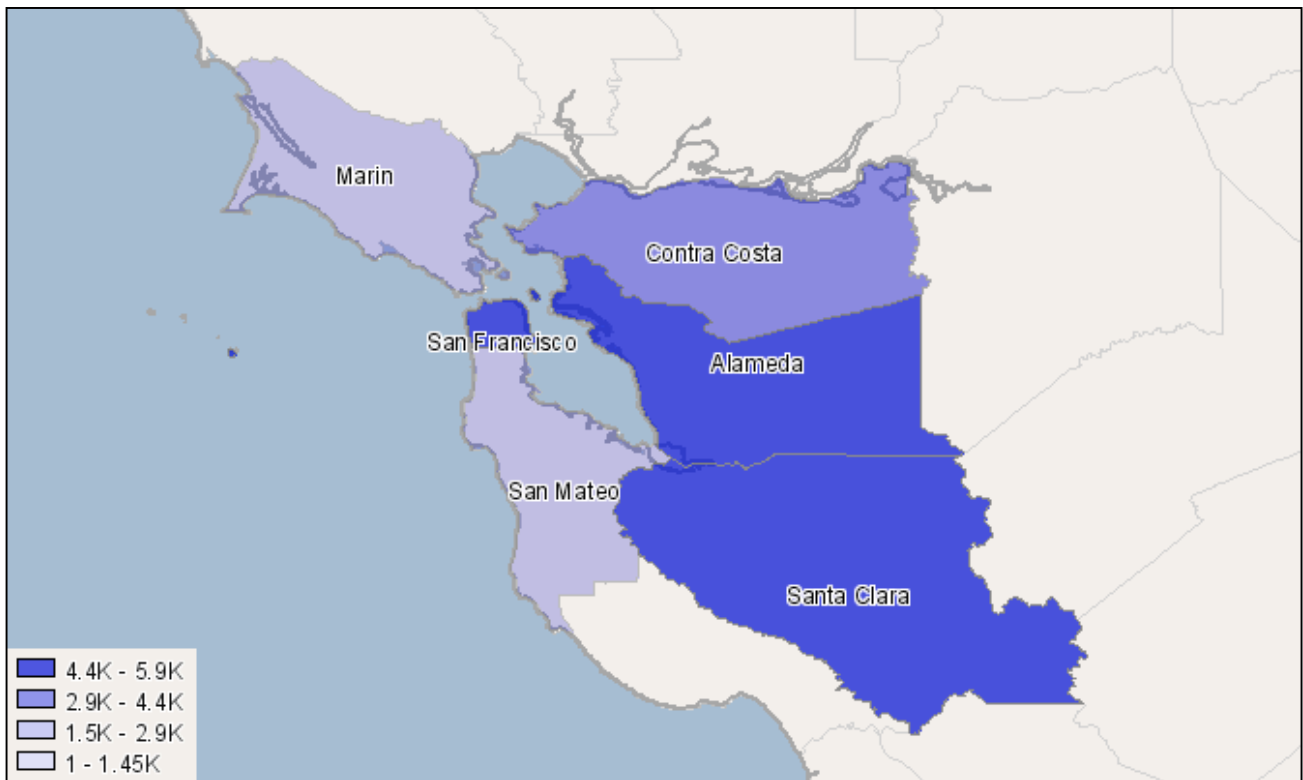 Marin
Contra Costa
San Francisco
Alameda
San Mateo
Santa Clara
4.4K - 5.9K
2.9K - 4.4K
1.5K - 2.9K
1 - 1.45K